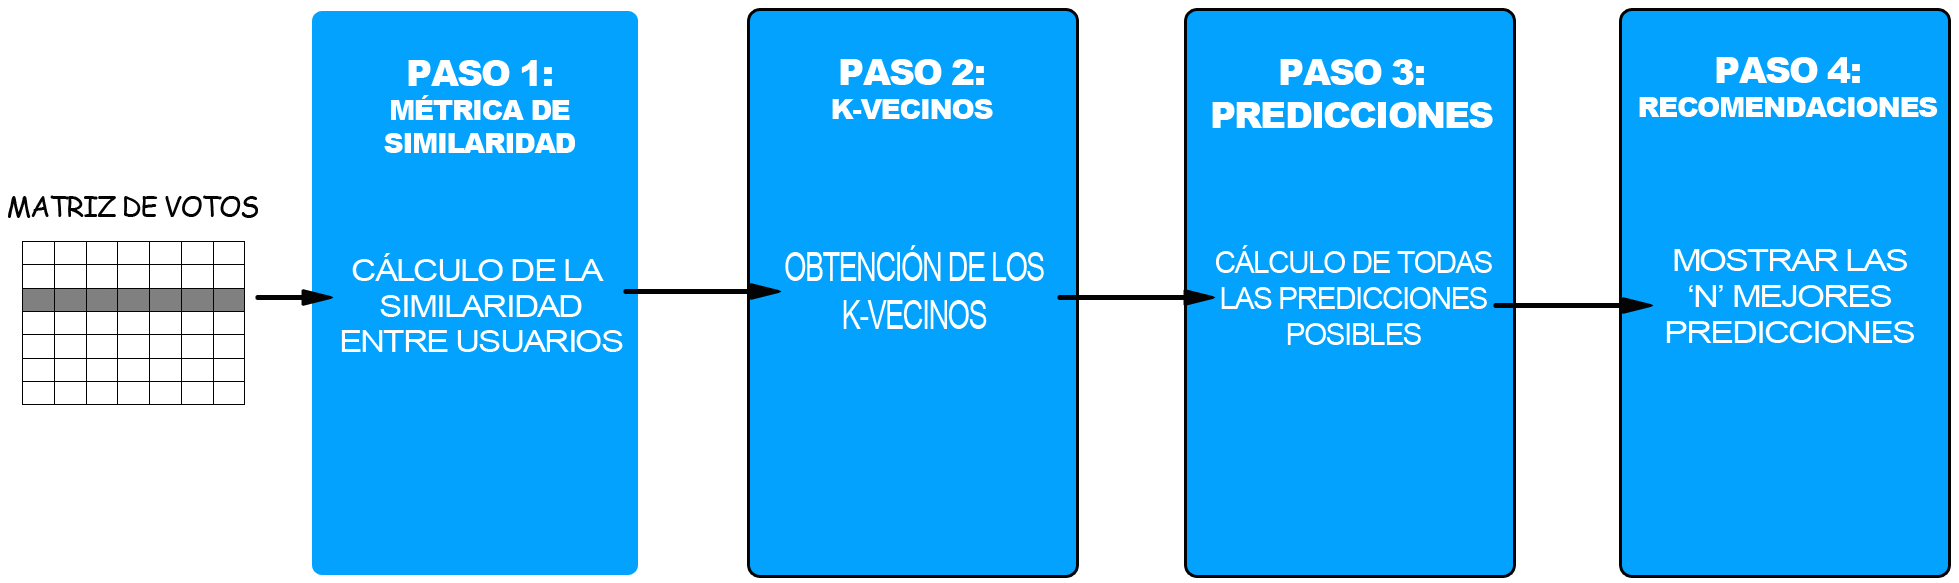 MATRIZ DE VOTOS
PASO 1:
MÉTRICA DE
SIMILARIDAD
CÁLCULO DE LA
SIMILARIDAD
ENTRE USUARIOS
PASO 2:
K-VECINOS
OBTENCIÓN DE LOS
K-VECINOS
PASO 3:
PREDICCIONES
CÁLCULO DE TODAS
LAS PREDICCIONES
POSIBLES
PASO 4:
RECOMENDACIONES
MOSTRAR LAS
‘N’ MEJORES
PREDICCIONES